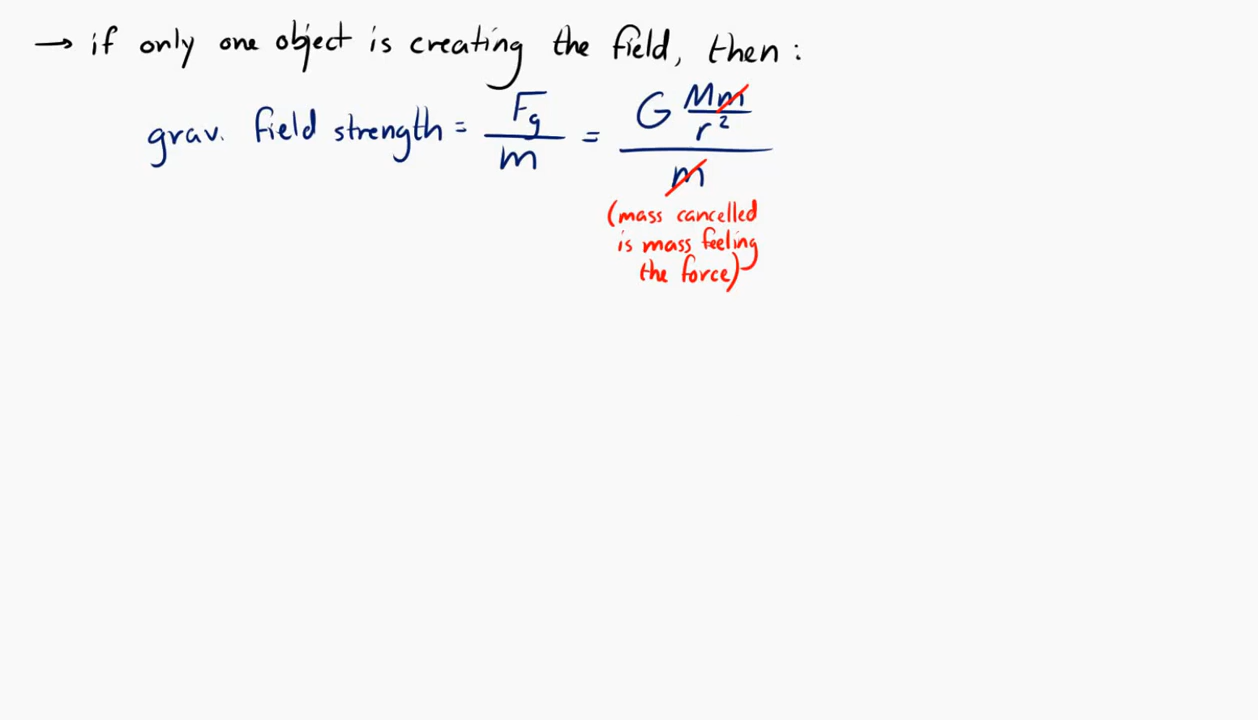 → if only one object is creating the field, then :
grav. field strength = Fg/m = G Mm/r² / m
(mass cancelled
is mass feeling
the force)